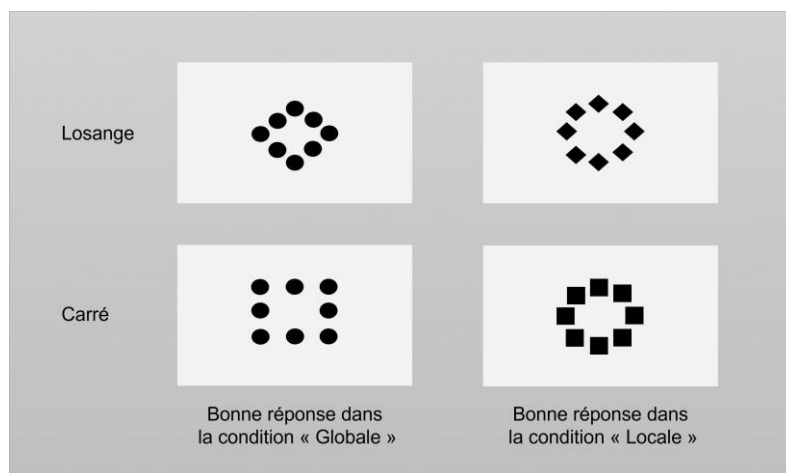 Losange
Carré
Bonne réponse dans
la condition « Globale »
Bonne réponse dans
la condition « Locale »